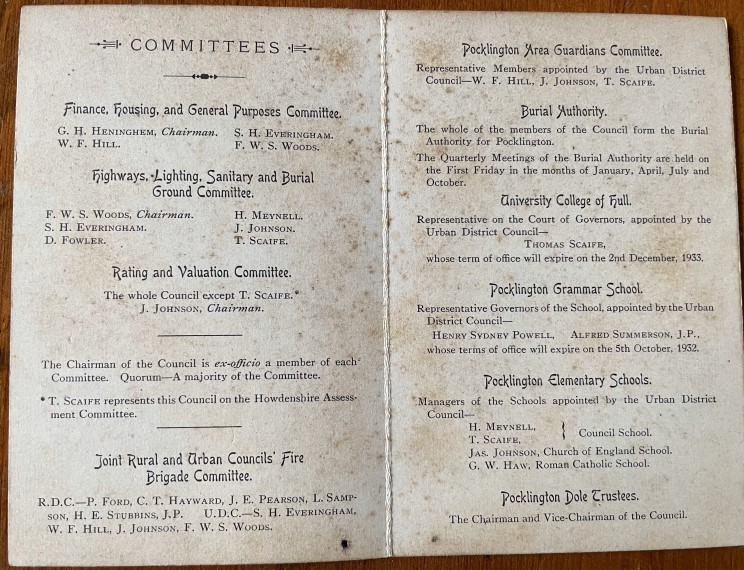 COMMITTEES
Finance, Housing, and General Purposes Committee.
G. H. HENINGHEM, Chairman. S. H. EVERINGHAM.
W. F. HILL. F. W. S. WOODS.
Highways, Lighting, Sanitary and Burial
Ground Committee.
F. W. S. WOODS, Chairman. H. MEYNELL.
S. H. EVERINGHAM. J. JOHNSON.
D. FOWLER. T. SCAIFE.
Rating and Valuation Committee.
The whole Council except T. SCAIFE.*
J. JOHNSON, Chairman.
The Chairman of the Council is ex-officio a member of each
Committee. Quorum—A majority of the Committee.
* T. SCAIFE represents this Council on the Howdenshire Assess-
ment Committee.
Joint Rural and Urban Councils' Fire
Brigade Committee.
R.D.C.—P. FORD, C. T. HAYWARD, J. E. PEARSON, L. SAMP-
SON, H. E. STUBBINS, J.P. U.D.C.—S. H. EVERINGHAM,
W. F. HILL, J. JOHNSON, F. W. S. WOODS.
Pocklington Area Guardians Committee.
Representative Members appointed by the Urban District
Council—W. F. HILL, J. JOHNSON, T. SCAIFE.
Burial Authority.
The whole of the members of the Council form the Burial
Authority for Pocklington.
The Quarterly Meetings of the Burial Authority are held on
the First Friday in the months of January, April, July and
October.
University College of Hull.
Representative on the Court of Governors, appointed by the
Urban District Council—
THOMAS SCAIFE,
whose term of office will expire on the 2nd December, 1933.
Pocklington Grammar School.
Representative Governors of the School, appointed by the Urban
District Council—
HENRY SYDNEY POWELL, ALFRED SUMMERSON, J.P.,
whose terms of office will expire on the 5th October, 1932.
Pocklington Elementary Schools.
Managers of the Schools appointed by the Urban District
Council—
H. MEYNELL,
T. SCAIFE, } Council School.
JAS. JOHNSON, Church of England School.
G. W. HAW, Roman Catholic School.
Pocklington Dole Trustees.
The Chairman and Vice-Chairman of the Council.